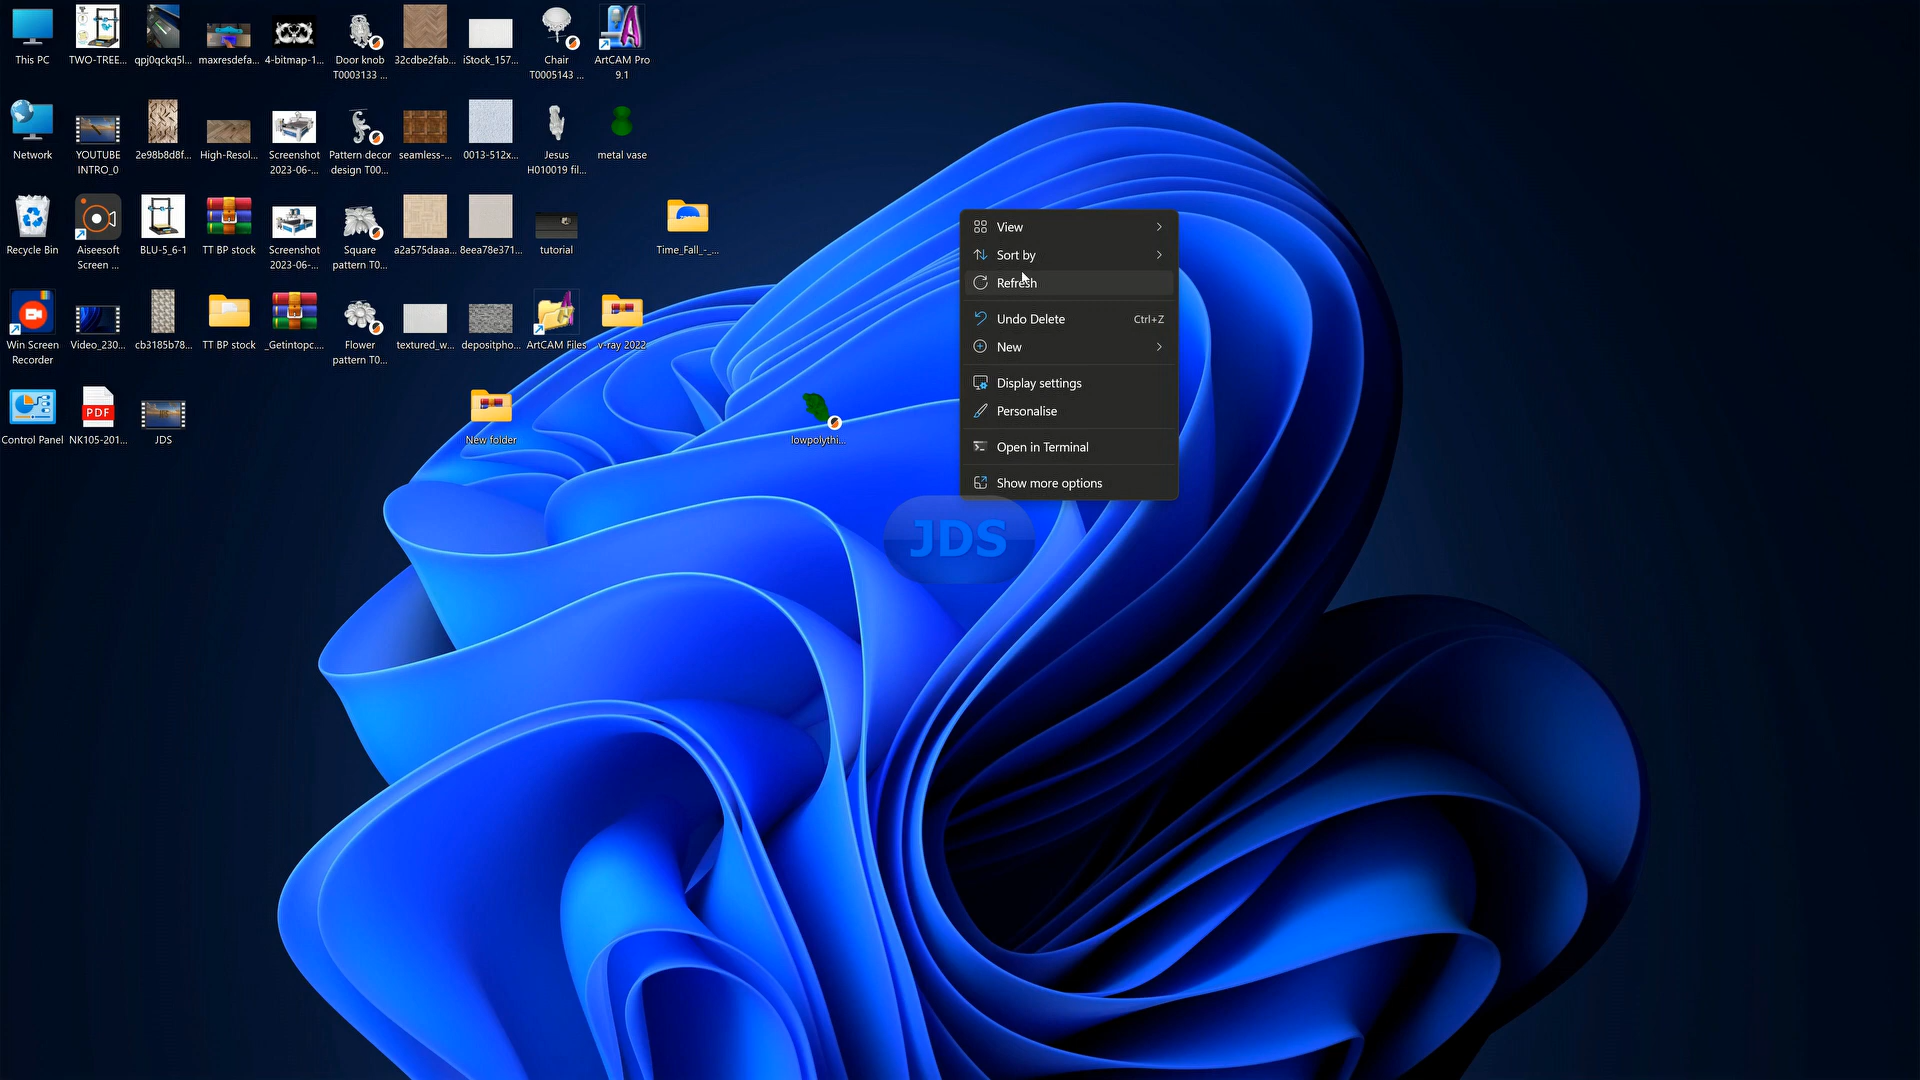 This PC
TWO-TREE...
qpj0qckq5l...
maxresdefa...
4-bitmap-1...
Door knob
T0003133 ...
32cdbe2fab...
iStock_157...
Chair
T0005143 ...
ArtCAM Pro
9.1
Network
YOUTUBE
INTRO_0
2e98b8d8f...
High-Resol...
Screenshot
2023-06-...
Pattern decor
design T00...
seamless-...
0013-512x...
Jesus
H010019 fil...
metal vase
Recycle Bin
Aiseesoft
Screen ...
BLU-5_6-1
TT BP stock
Screenshot
2023-06-...
Square
pattern T0...
a2a575daaa...
8eea78e371...
tutorial
Time_Fall_-_...
Win Screen
Recorder
Video_230...
cb3185b78...
TT BP stock
_Getintopc....
Flower
pattern T0...
textured_w...
depositpho...
ArtCAM Files
v-ray 2022
Control Panel
PDF
NK105-201...
JDS
New folder
lowpolythi...
View
Sort by
Refresh
Undo Delete Ctrl+Z
New
Display settings
Personalise
Open in Terminal
Show more options
JDS